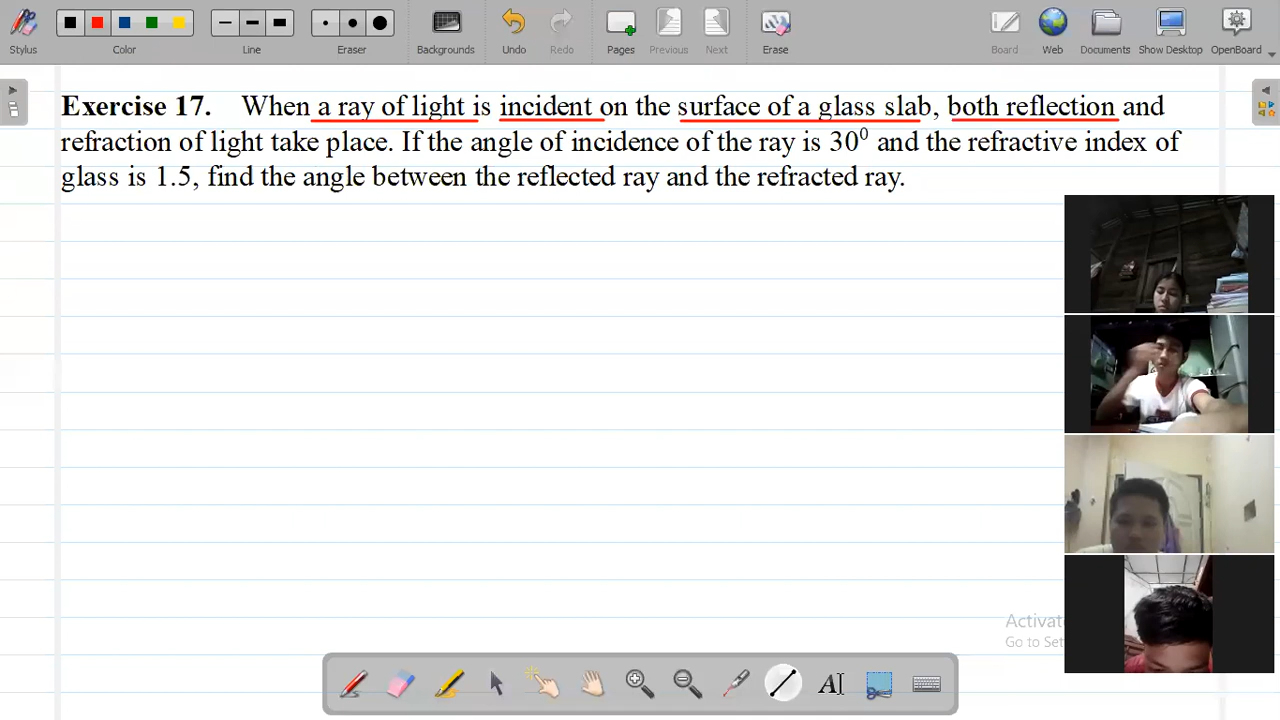 Stylus
Color
Line
Eraser
Backgrounds
Undo
Redo
Pages
Previous
Next
Erase
Board
Web
Documents
Show Desktop
OpenBoard
Exercise 17. When a ray of light is incident on the surface of a glass slab, both reflection and
refraction of light take place. If the angle of incidence of the ray is 30⁰ and the refractive index of
glass is 1.5, find the angle between the reflected ray and the refracted ray.
Activat
Go to Set
AI